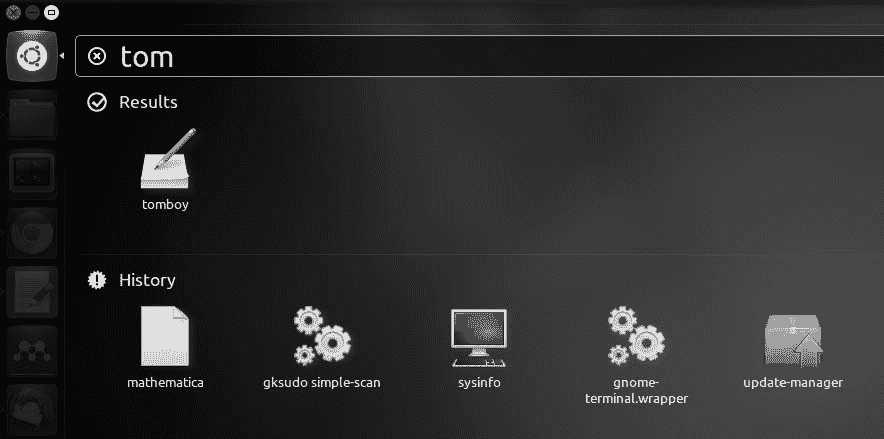 tom
Results
tomboy
History
mathematica
gksudo simple-scan
sysinfo
gnome-
terminal.wrapper
update-manager